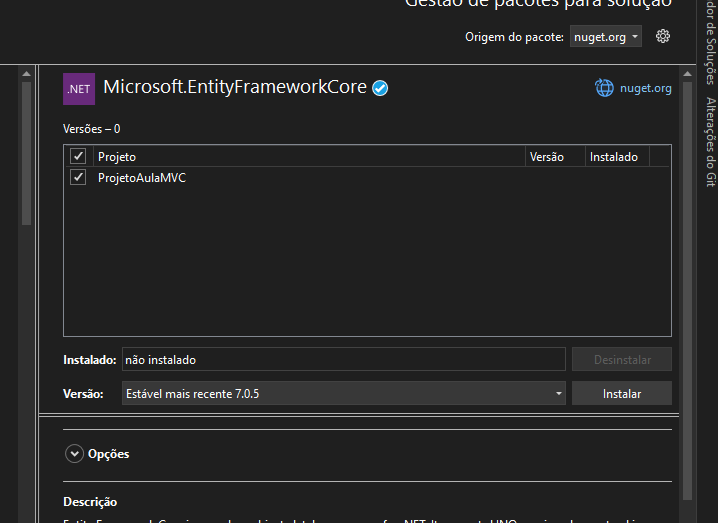 Gestão de pacotes para solução
Origem do pacote: nuget.org
.NET Microsoft.EntityFrameworkCore nuget.org
Versões – 0
Projeto Versão Instalado
ProjetoAulaMVC
Instalado: não instalado Desinstalar
Versão: Estável mais recente 7.0.5 Instalar
Opções
Descrição
dor de Soluções
Alterações do Git